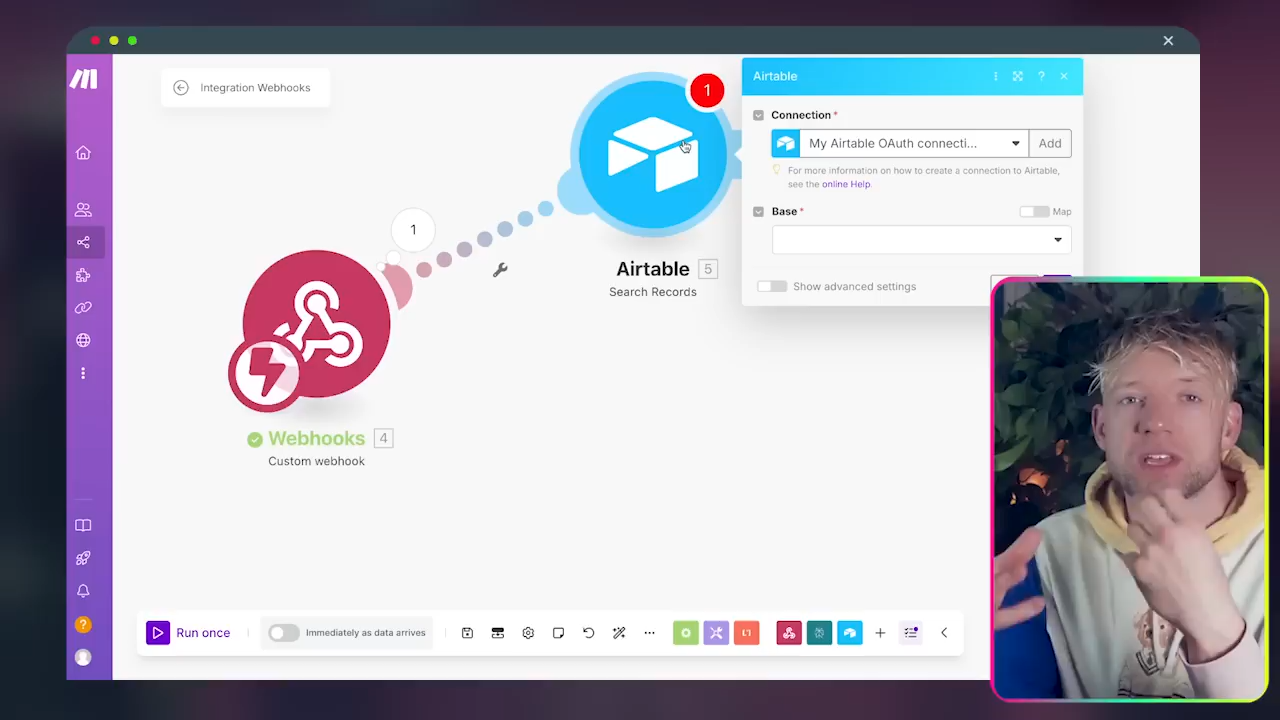 Integration Webhooks
1
Airtable
?
Connection *
My Airtable OAuth connecti...
Add
For more information on how to create a connection to Airtable,
see the online Help.
Base *
Map
Show advanced settings
1
Airtable 5
Search Records
Webhooks 4
Custom webhook
?
Run once
Immediately as data arrives